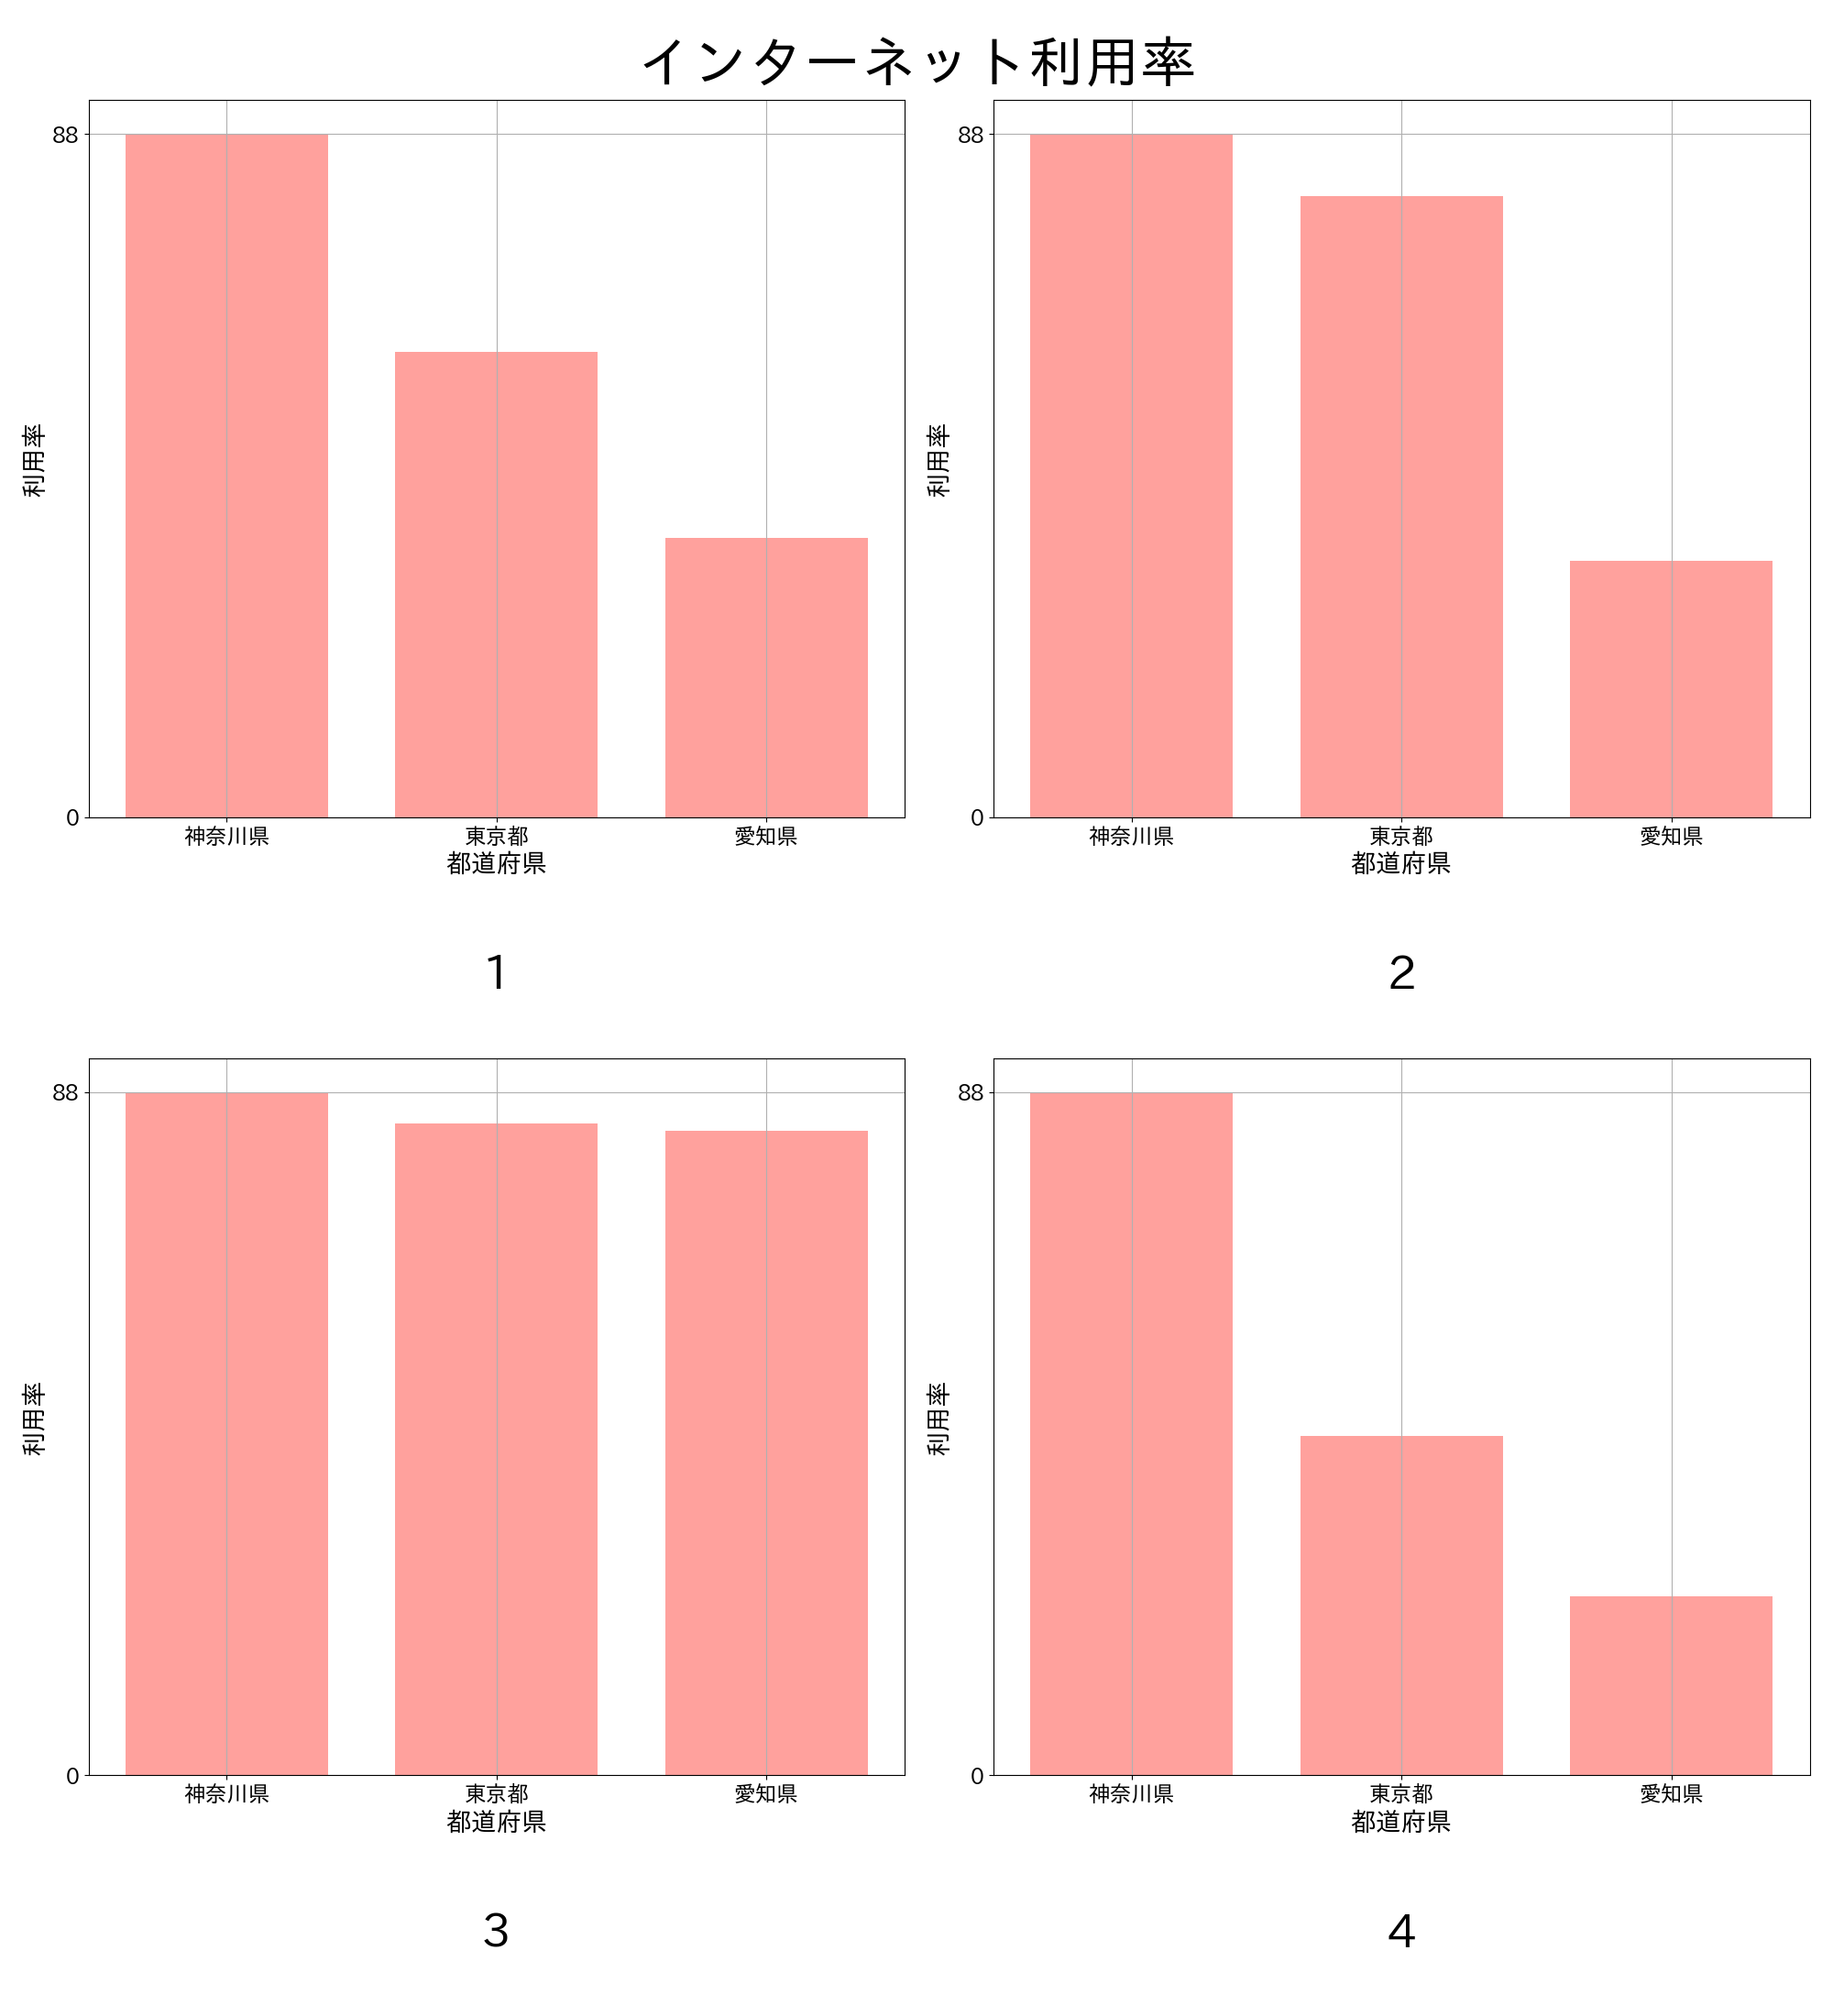 インターネット利用率
88
0
利用率
神奈川県 東京都 愛知県
都道府県
1
88
0
利用率
神奈川県 東京都 愛知県
都道府県
2
88
0
利用率
神奈川県 東京都 愛知県
都道府県
3
88
0
利用率
神奈川県 東京都 愛知県
都道府県
4